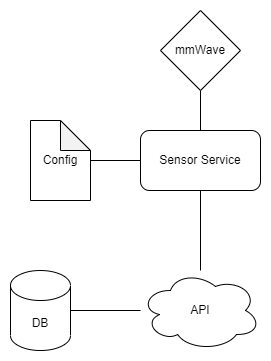 mmWave
Config
Sensor Service
API
DB